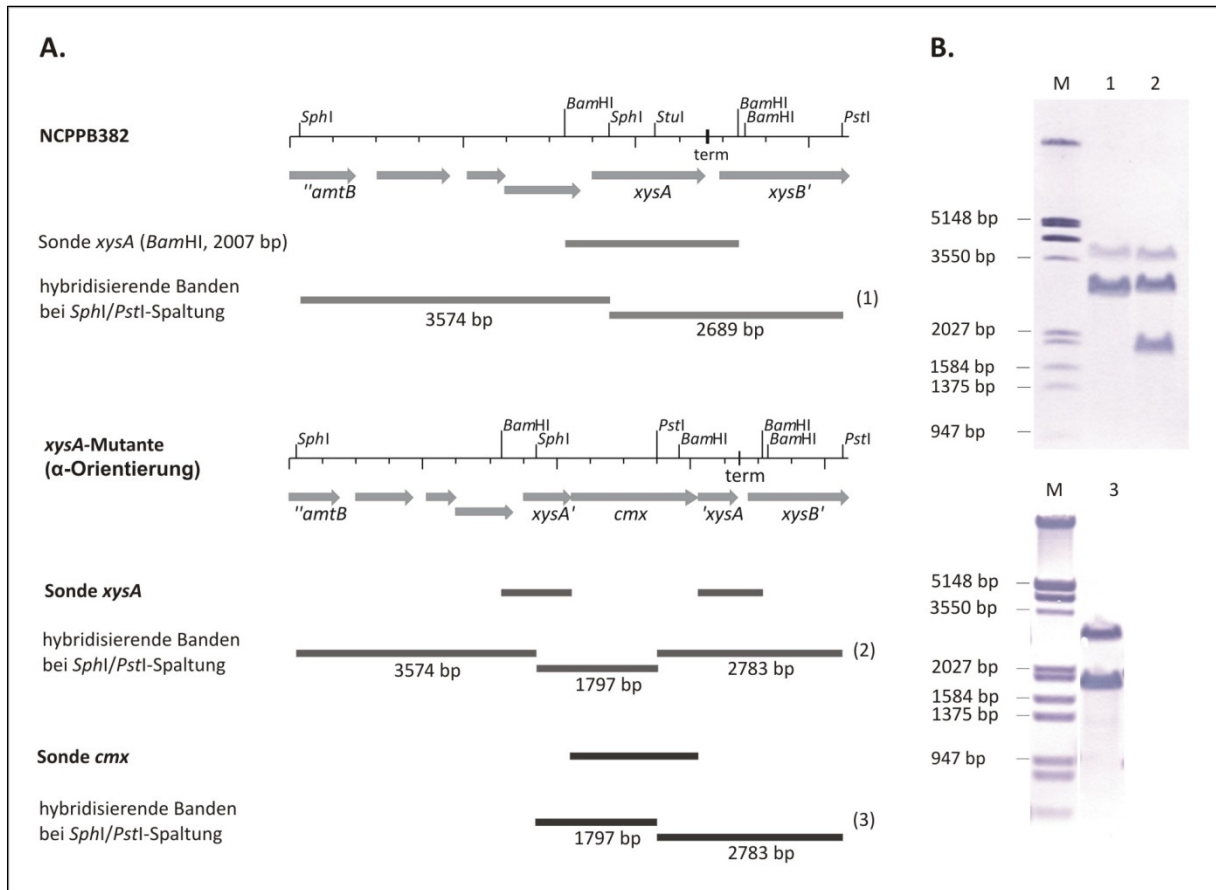 A.
BamHI
BamHI
SphI
SphI
StuI
BamHI
PstI
NCPPB382
term
''amtB
xysA
xysB'
Sonde xysA (BamHI, 2007 bp)
hybridisierende Banden
bei SphI/PstI-Spaltung
(1)
3574 bp
2689 bp
BamHI
PstI
BamHI
SphI
SphI
BamHI
BamHI
PstI
xysA-Mutante
(α-Orientierung)
term
''amtB
xysA'
cmx
'xysA
xysB'
Sonde xysA
hybridisierende Banden
bei SphI/PstI-Spaltung
(2)
3574 bp
1797 bp
2783 bp
Sonde cmx
hybridisierende Banden
bei SphI/PstI-Spaltung
(3)
1797 bp
2783 bp
B.
M 1 2
5148 bp
3550 bp
2027 bp
1584 bp
1375 bp
947 bp
M 3
5148 bp
3550 bp
2027 bp
1584 bp
1375 bp
947 bp